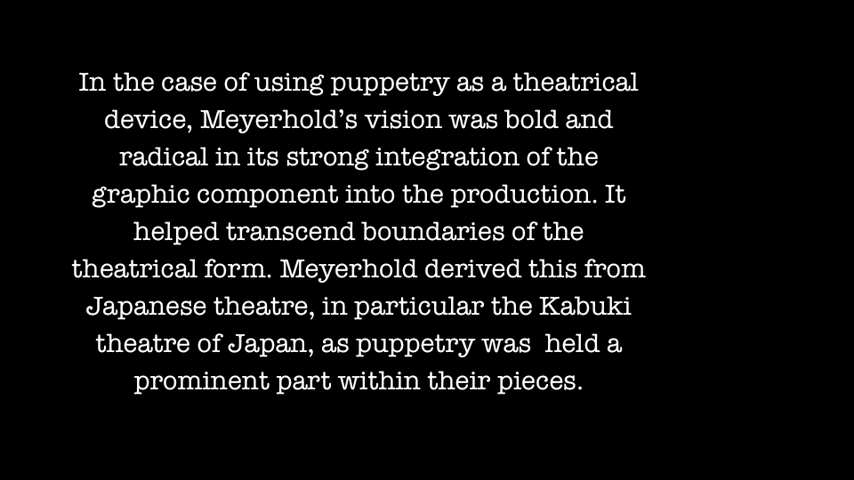 In the case of using puppetry as a theatrical
device, Meyerhold’s vision was bold and
radical in its strong integration of the
graphic component into the production. It
helped transcend boundaries of the
theatrical form. Meyerhold derived this from
Japanese theatre, in particular the Kabuki
theatre of Japan, as puppetry was  held a
prominent part within their pieces.